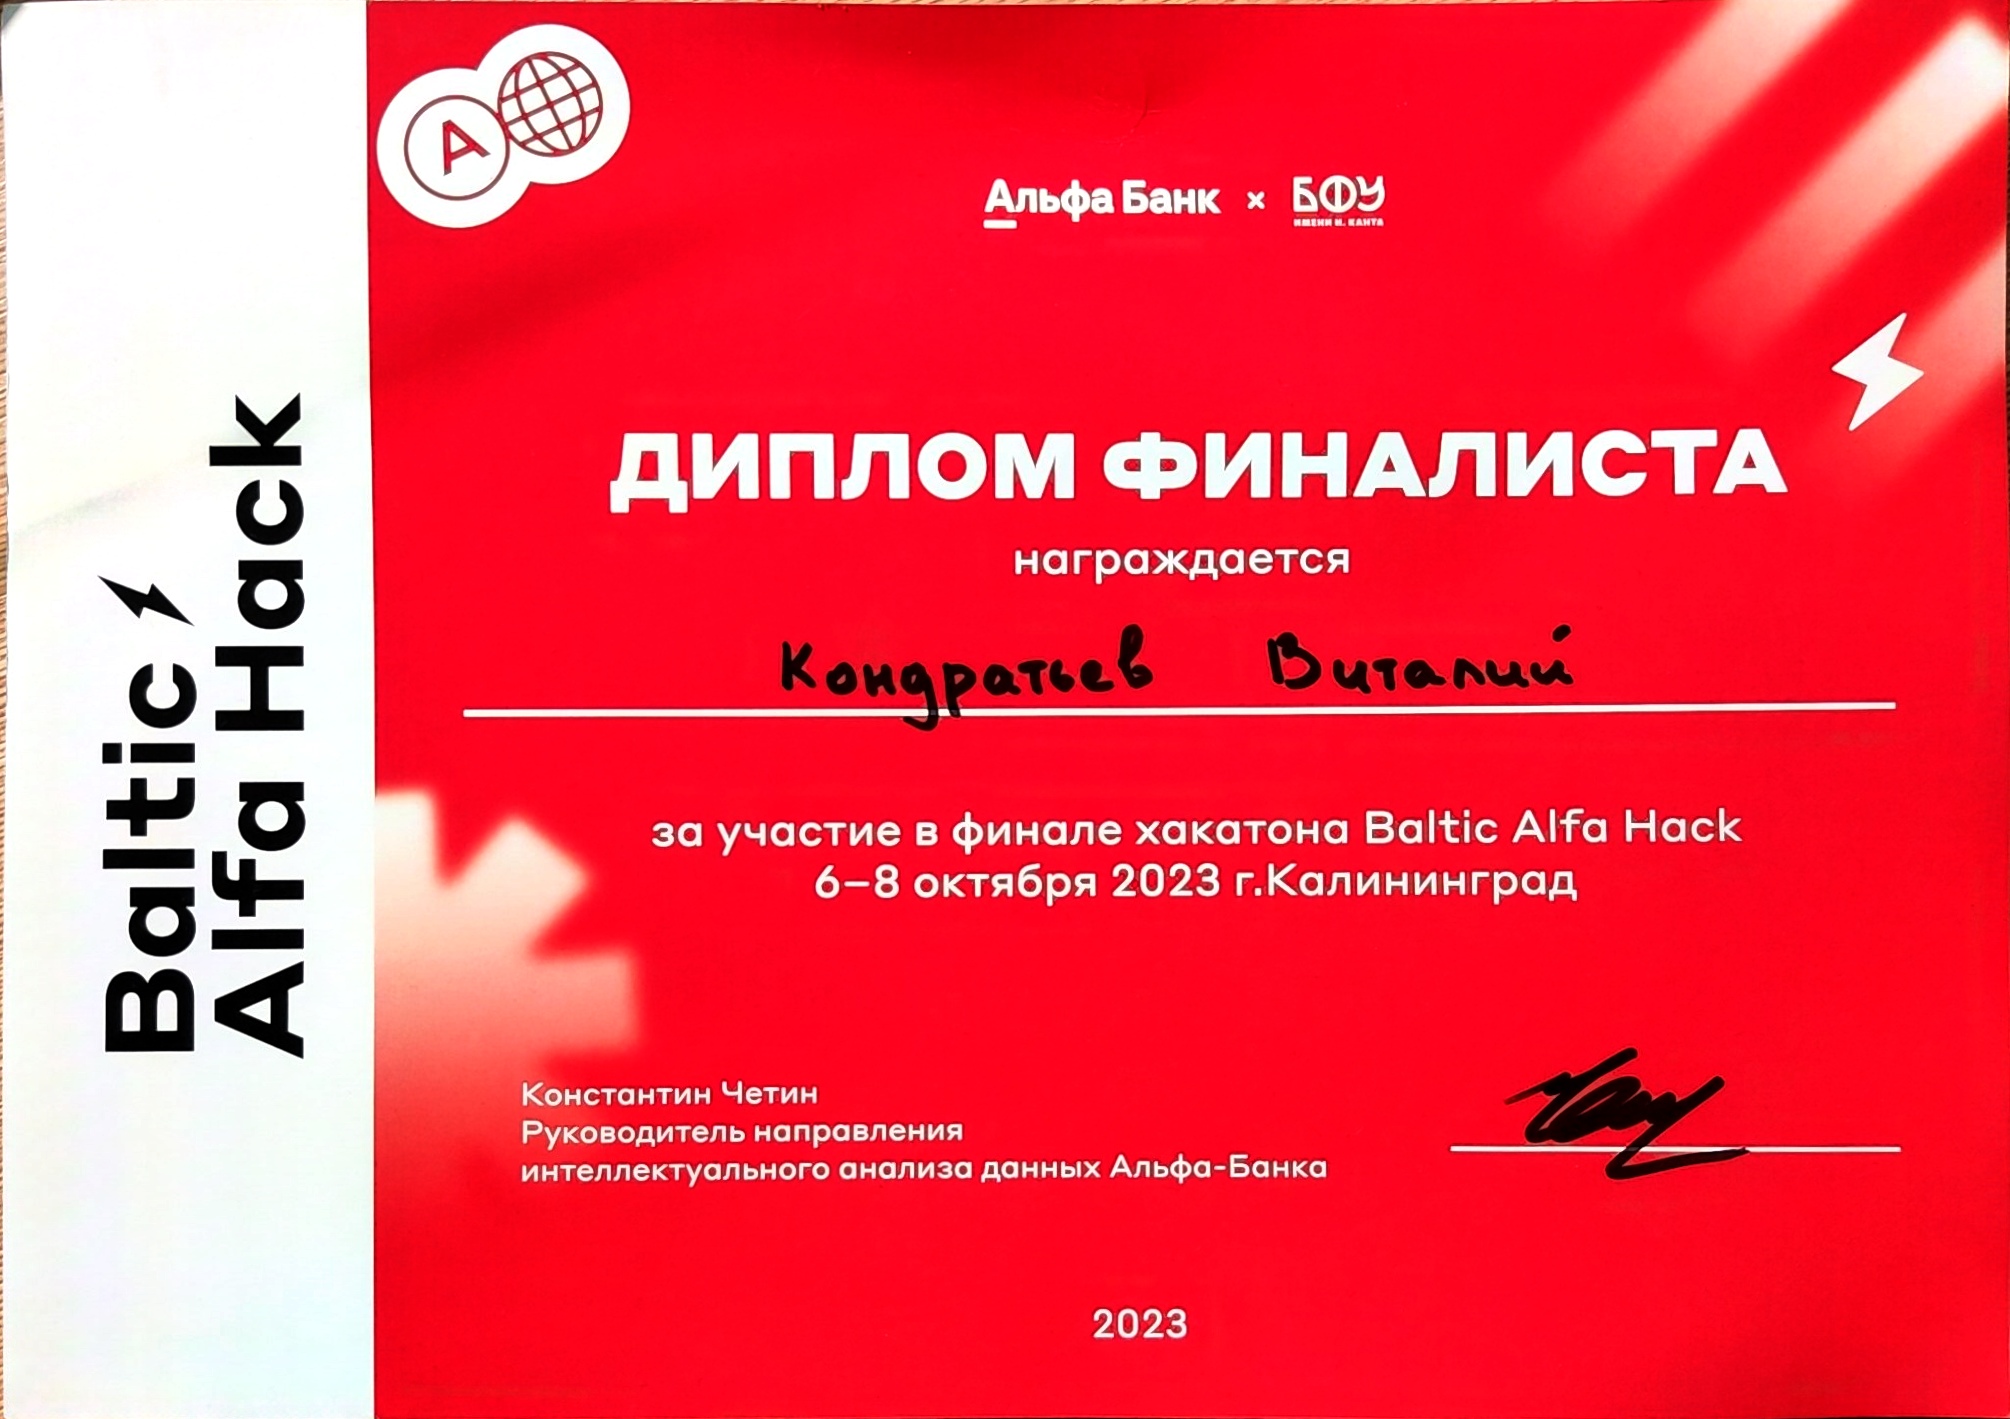 Baltic
Alfa Hack
А
Альфа Банк × БФУ
ИМЕНИ И. КАНТА
ДИПЛОМ ФИНАЛИСТА
награждается
Кондратьев Виталий
за участие в финале хакатона Baltic Alfa Hack
6–8 октября 2023 г.Калининград
Константин Четин
Руководитель направления
интеллектуального анализа данных Альфа-Банка
2023